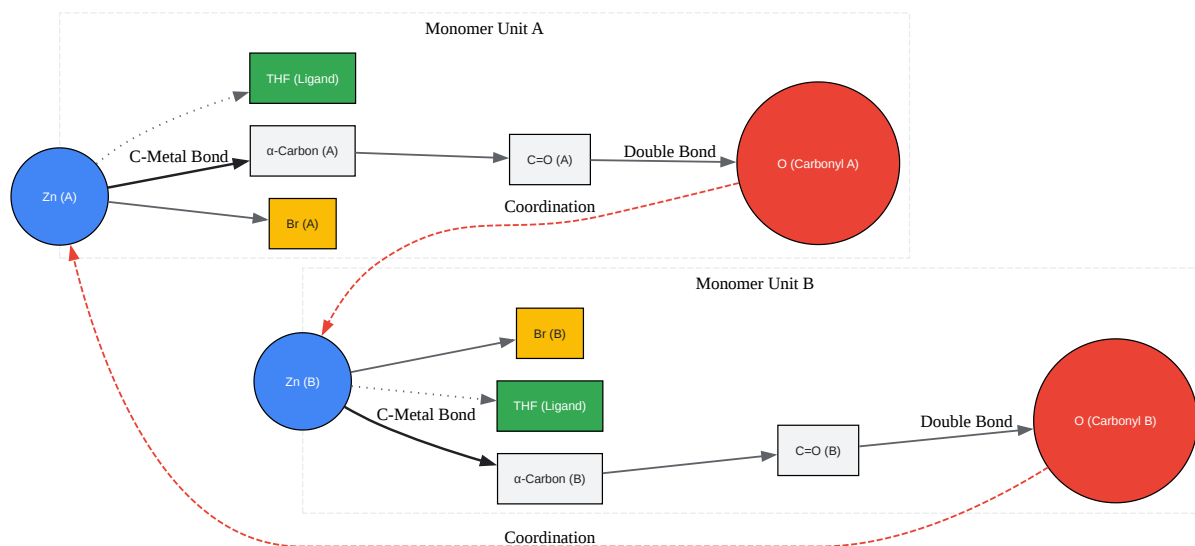 Monomer Unit A
THF (Ligand)
C-Metal Bond
α-Carbon (A)
C=O (A)
Double Bond
O (Carbonyl A)
Zn (A)
Br (A)
Coordination
Monomer Unit B
Br (B)
Zn (B)
THF (Ligand)
C-Metal Bond
α-Carbon (B)
C=O (B)
Double Bond
O (Carbonyl B)
Coordination